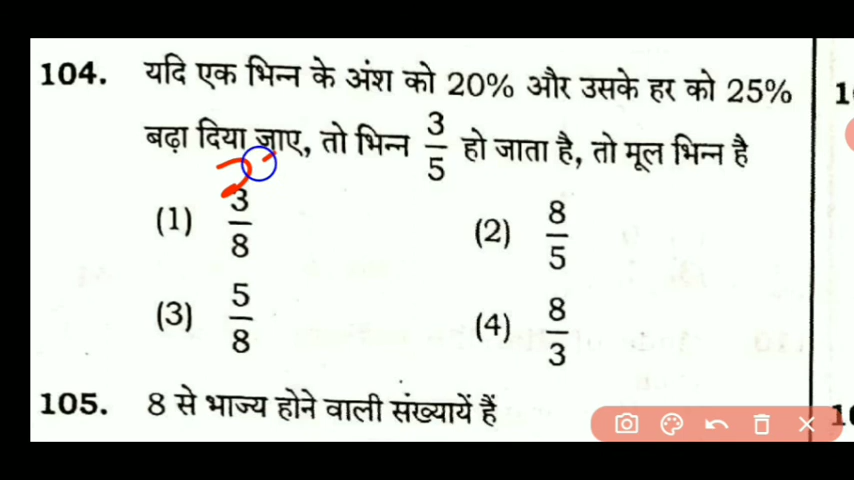 104. यदि एक भिन्न के अंश को 20% और उसके हर को 25%
बढ़ा दिया जाए, तो भिन्न 3/5 हो जाता है, तो मूल भिन्न है
(1) 3/8 (2) 8/5
(3) 5/8 (4) 8/3
105. 8 से भाज्य होने वाली संख्यायें हैं